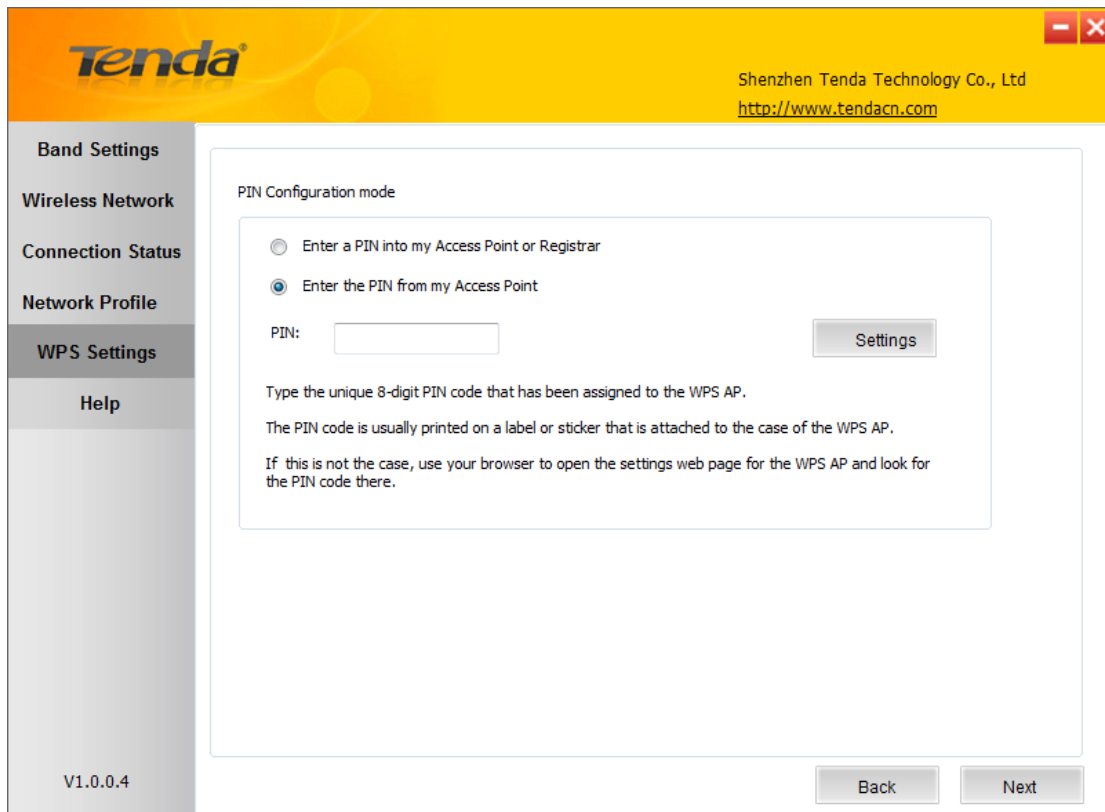 Tenda®
Shenzhen Tenda Technology Co., Ltd
http://www.tendacn.com
Band Settings
Wireless Network
Connection Status
Network Profile
WPS Settings
Help
V1.0.0.4
PIN Configuration mode
Enter a PIN into my Access Point or Registrar
Enter the PIN from my Access Point
PIN:
Settings
Type the unique 8-digit PIN code that has been assigned to the WPS AP.
The PIN code is usually printed on a label or sticker that is attached to the case of the WPS AP.
If this is not the case, use your browser to open the settings web page for the WPS AP and look for
the PIN code there.
Back
Next